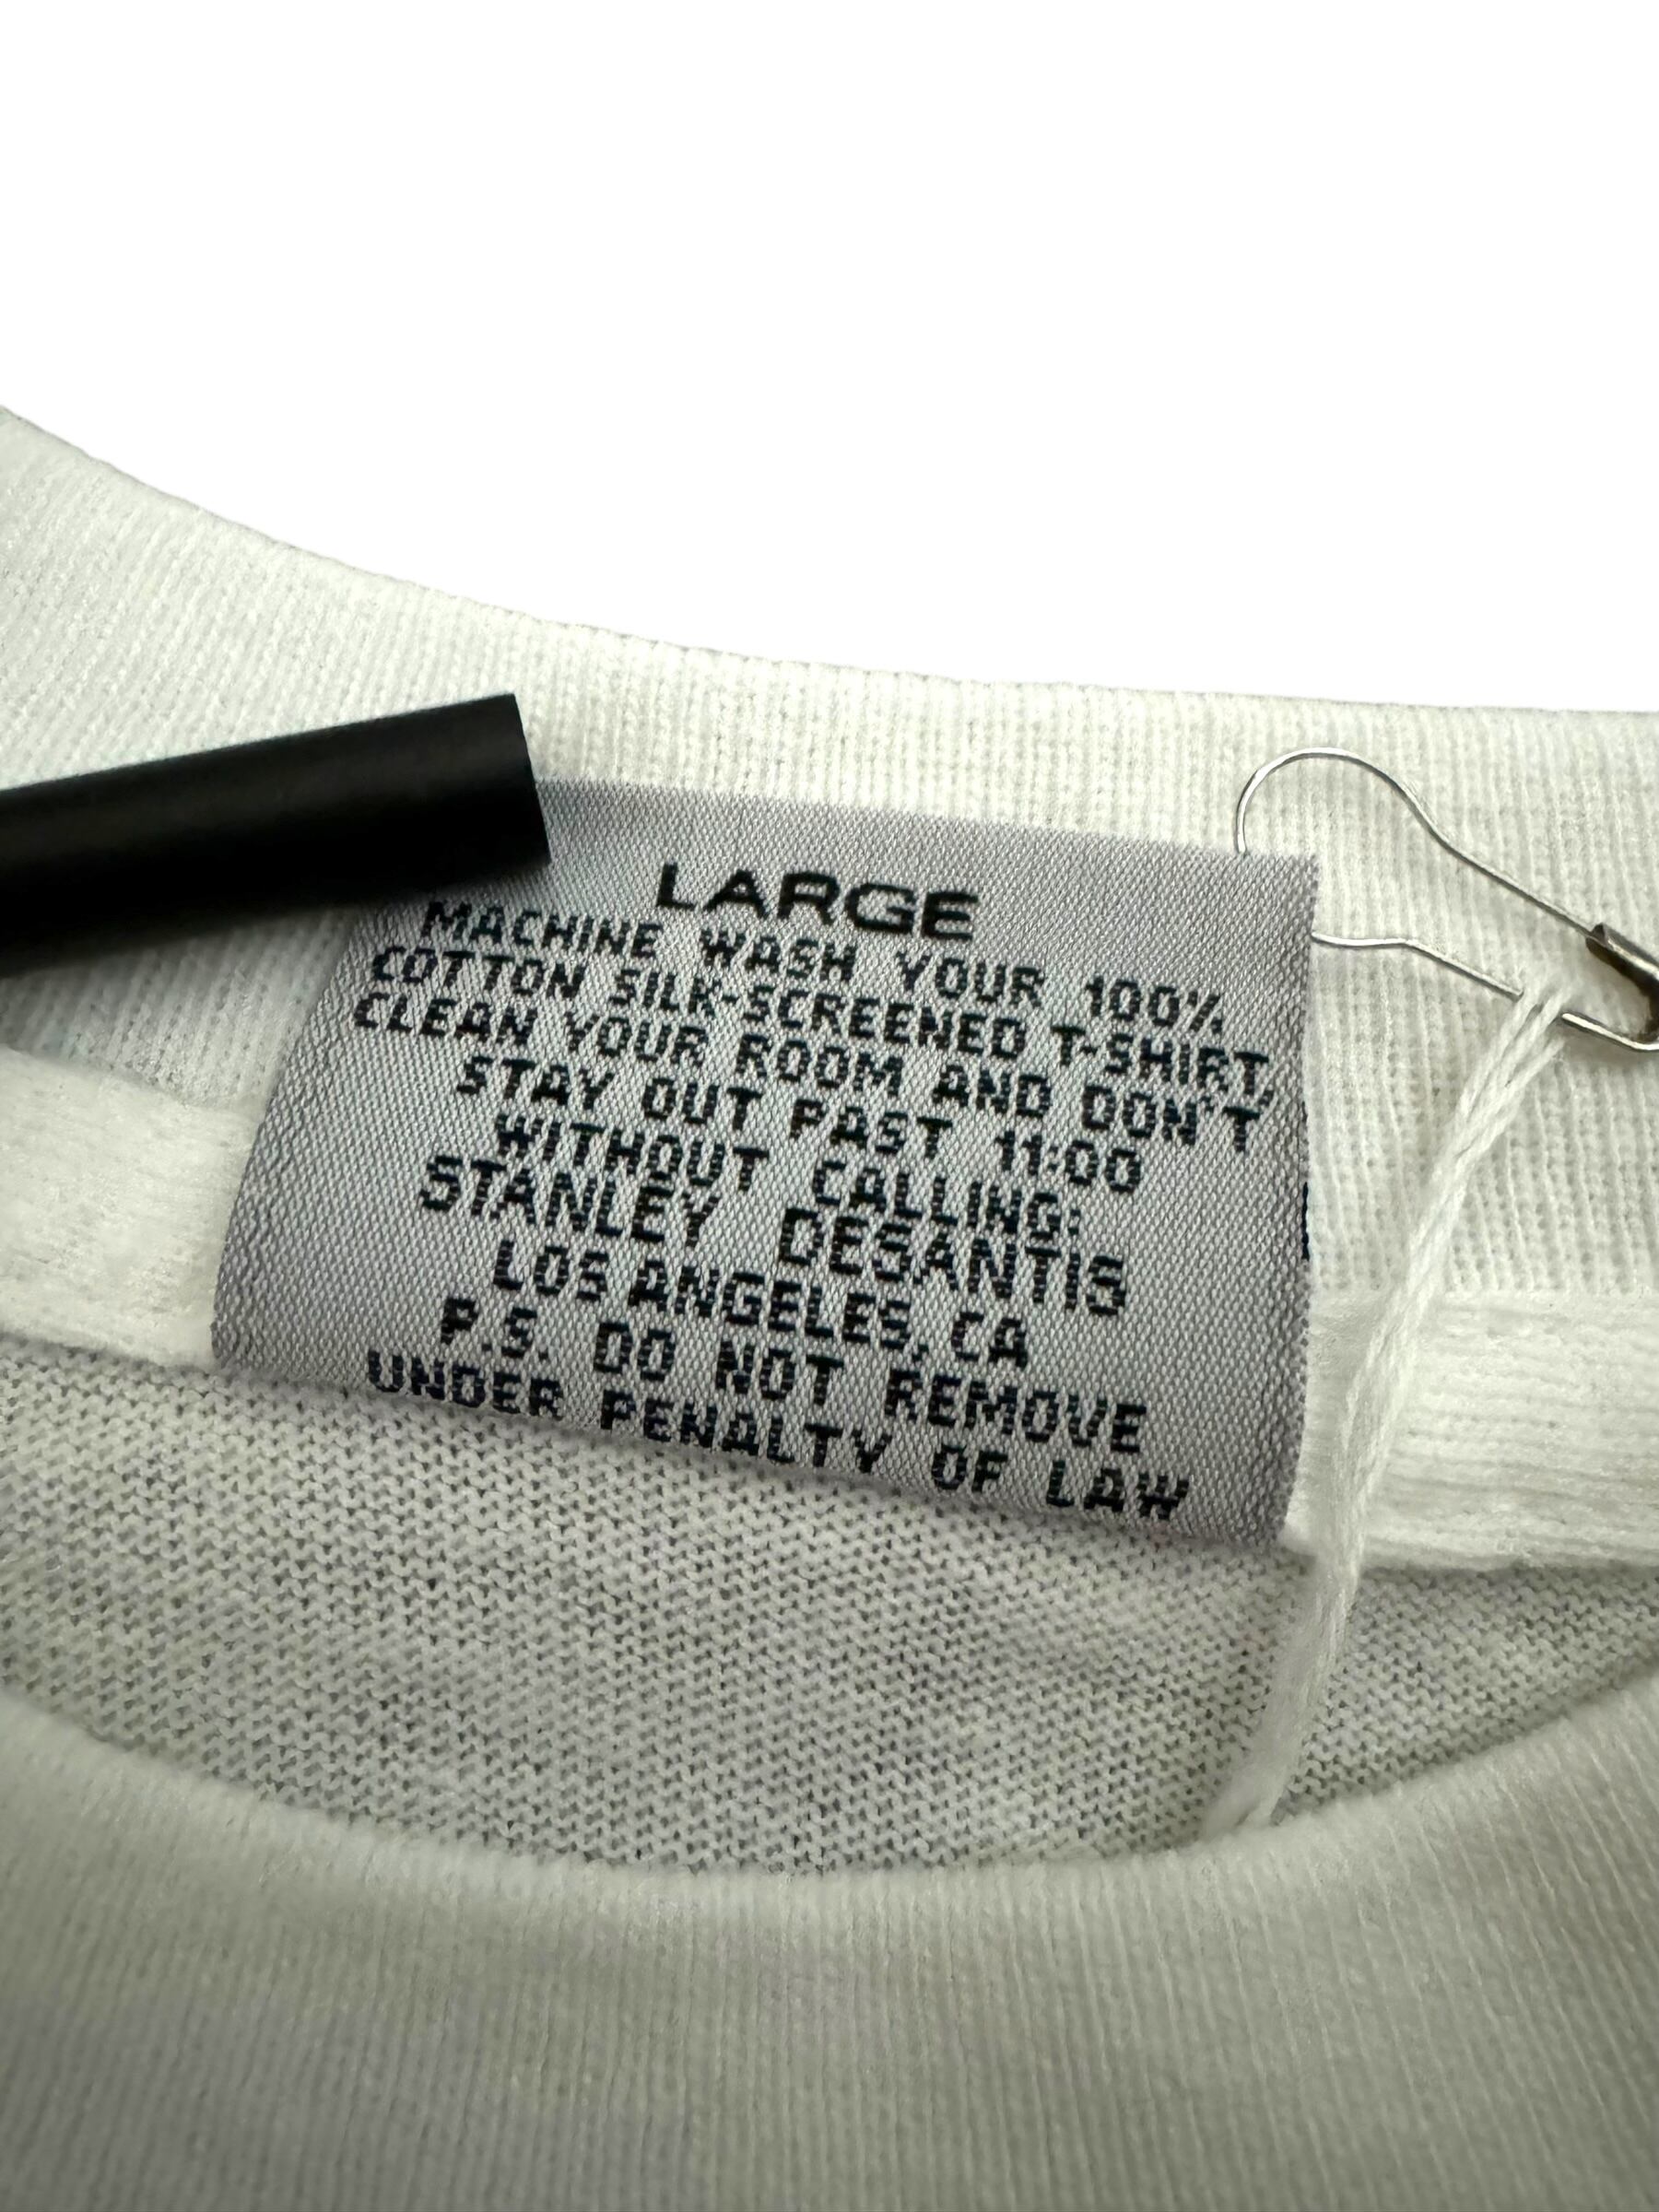 LARGE
MACHINE WASH YOUR 100%
COTTON SILK-SCREENED T-SHIRT,
CLEAN YOUR ROOM AND DON'T
STAY OUT PAST 11:00
WITHOUT CALLING:
STANLEY DESANTIS
LOS ANGELES, CA
P.S. DO NOT REMOVE
UNDER PENALTY OF LAW